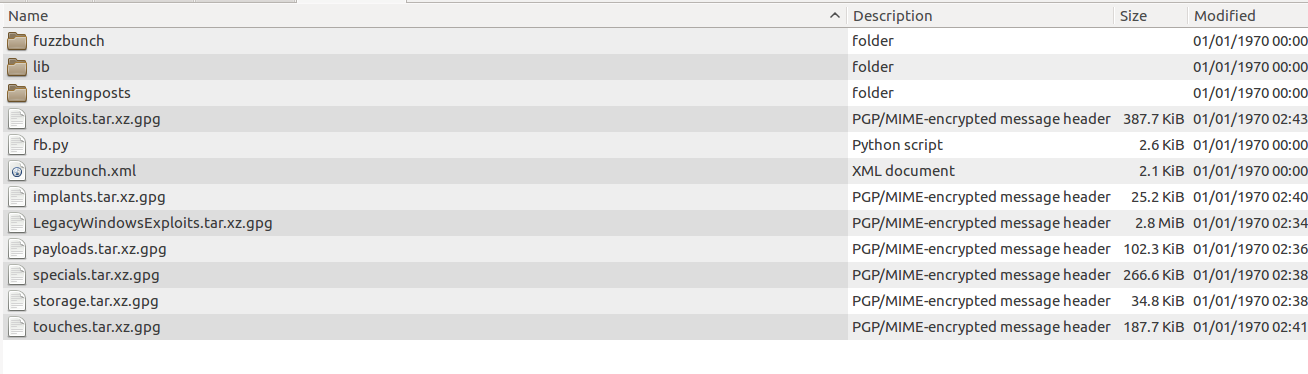 Name Description Size Modified
fuzzbunch folder 01/01/1970 00:00
lib folder 01/01/1970 00:00
listeningposts folder 01/01/1970 00:00
exploits.tar.xz.gpg PGP/MIME-encrypted message header 387.7 KiB 01/01/1970 02:43
fb.py Python script 2.6 KiB 01/01/1970 00:00
Fuzzbunch.xml XML document 2.1 KiB 01/01/1970 00:00
implants.tar.xz.gpg PGP/MIME-encrypted message header 25.2 KiB 01/01/1970 02:40
LegacyWindowsExploits.tar.xz.gpg PGP/MIME-encrypted message header 2.8 MiB 01/01/1970 02:34
payloads.tar.xz.gpg PGP/MIME-encrypted message header 102.3 KiB 01/01/1970 02:36
specials.tar.xz.gpg PGP/MIME-encrypted message header 266.6 KiB 01/01/1970 02:38
storage.tar.xz.gpg PGP/MIME-encrypted message header 34.8 KiB 01/01/1970 02:38
touches.tar.xz.gpg PGP/MIME-encrypted message header 187.7 KiB 01/01/1970 02:41